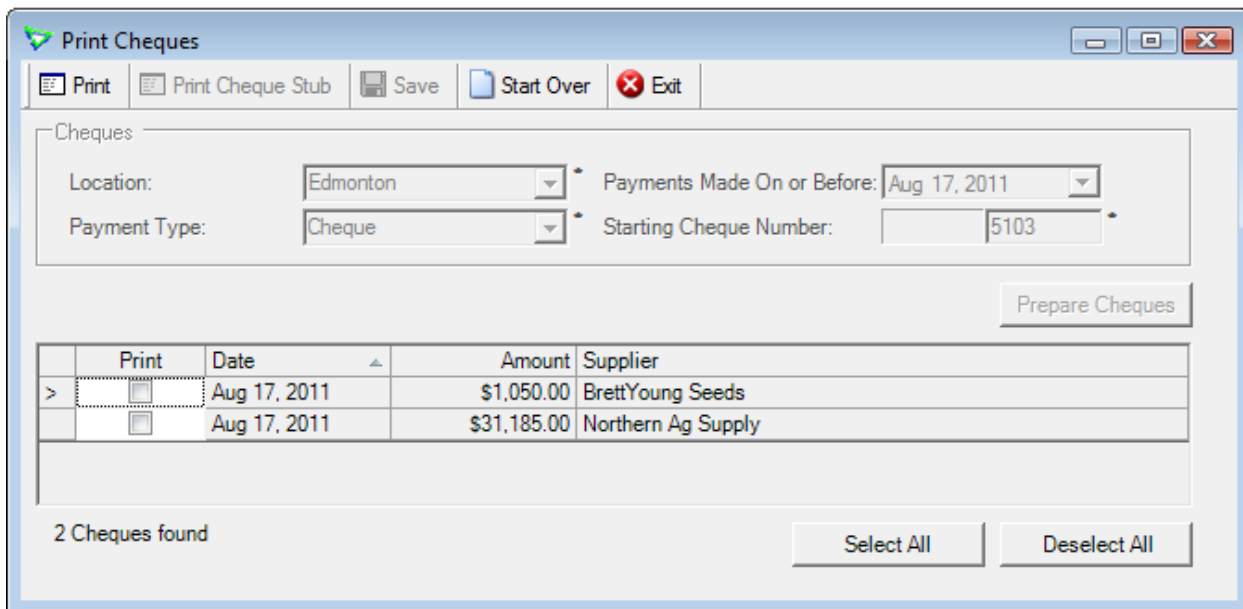 Print Cheques
Print Print Cheque Stub Save Start Over Exit
Cheques
Location: Edmonton * Payments Made On or Before: Aug 17, 2011
Payment Type: Cheque * Starting Cheque Number: 5103 *
Prepare Cheques
Print Date Amount Supplier
> Aug 17, 2011 $1,050.00 BrettYoung Seeds
Aug 17, 2011 $31,185.00 Northern Ag Supply
2 Cheques found
Select All Deselect All